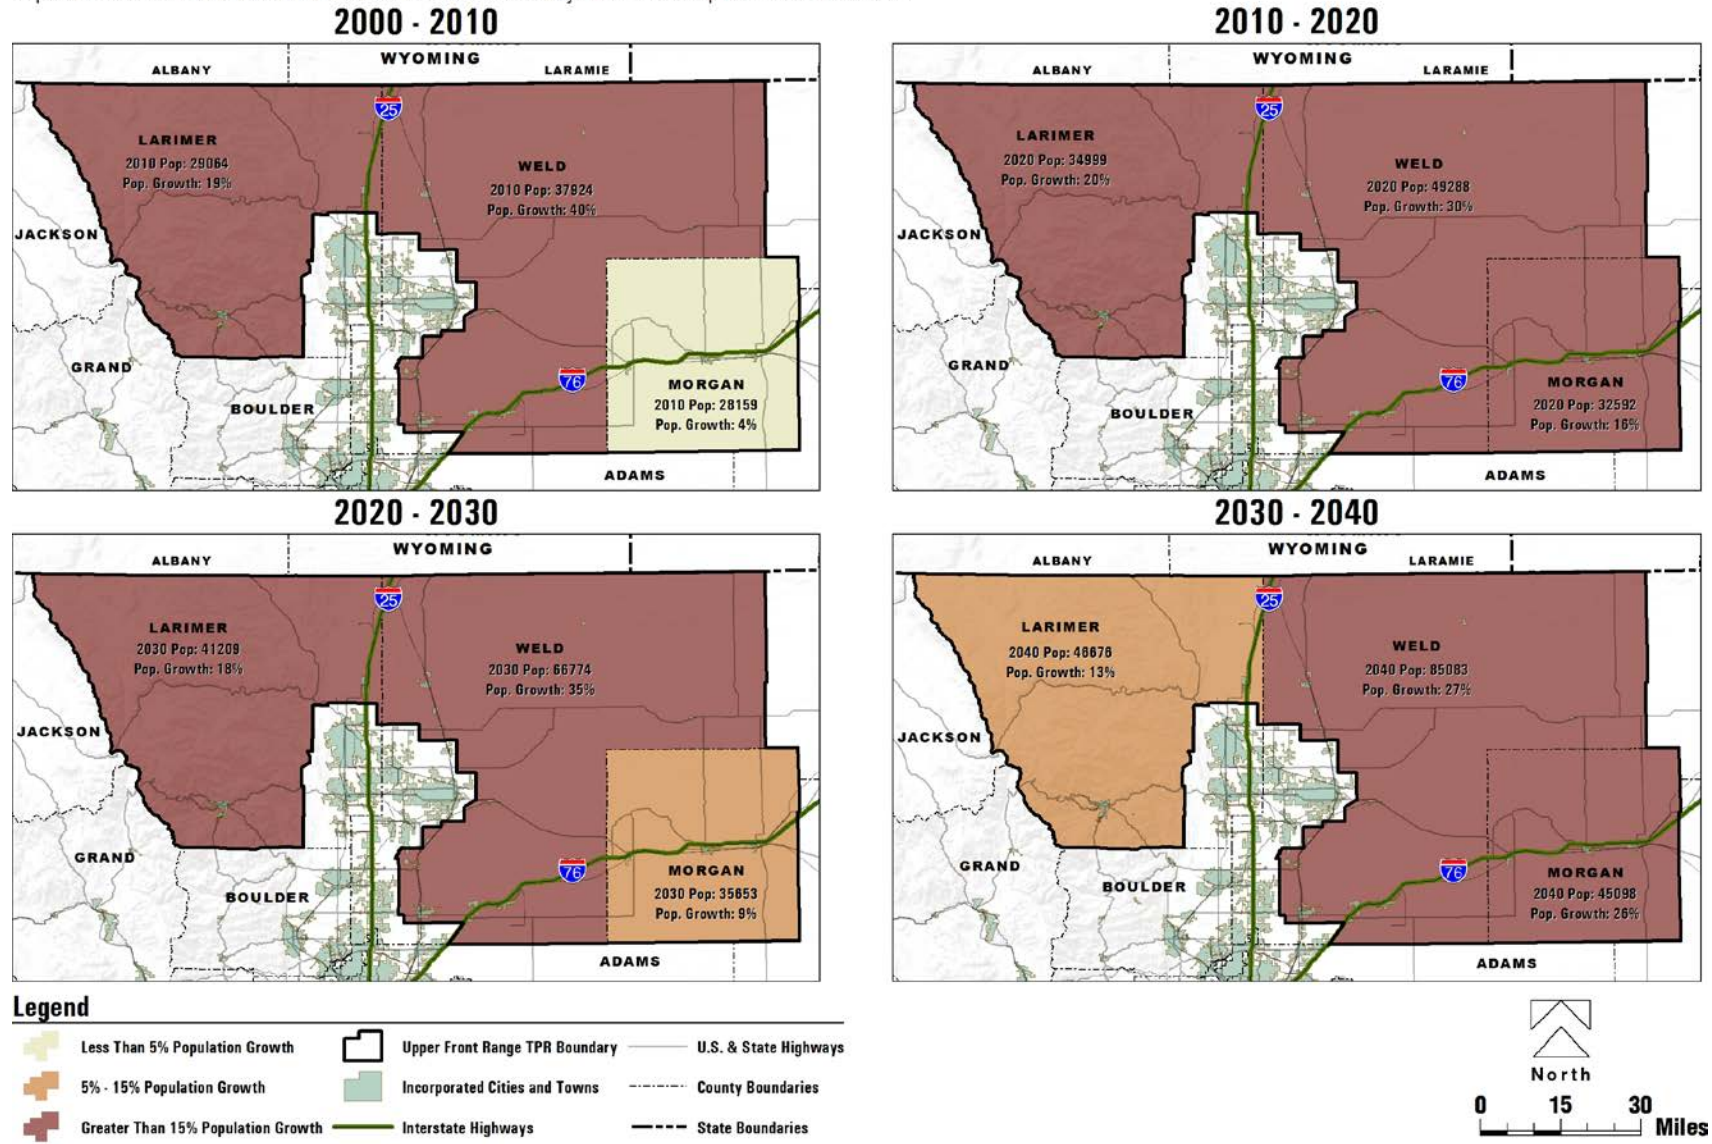 2000 - 2010
WYOMING
ALBANY
LARAMIE
25
LARIMER
2010 Pop: 29064
Pop. Growth: 19%
WELD
2010 Pop: 37924
Pop. Growth: 40%
JACKSON
GRAND
BOULDER
76
MORGAN
2010 Pop: 28159
Pop. Growth: 4%
ADAMS
2010 - 2020
WYOMING
ALBANY
LARAMIE
25
LARIMER
2020 Pop: 34999
Pop. Growth: 20%
WELD
2020 Pop: 49288
Pop. Growth: 30%
JACKSON
GRAND
BOULDER
76
MORGAN
2020 Pop: 32592
Pop. Growth: 16%
ADAMS
2020 - 2030
WYOMING
ALBANY
25
LARIMER
2030 Pop: 41209
Pop. Growth: 18%
WELD
2030 Pop: 66774
Pop. Growth: 35%
JACKSON
GRAND
BOULDER
76
MORGAN
2030 Pop: 35653
Pop. Growth: 9%
ADAMS
2030 - 2040
WYOMING
ALBANY
LARAMIE
25
LARIMER
2040 Pop: 46676
Pop. Growth: 13%
WELD
2040 Pop: 85083
Pop. Growth: 27%
JACKSON
GRAND
BOULDER
76
MORGAN
2040 Pop: 45098
Pop. Growth: 26%
ADAMS
Legend
Less Than 5% Population Growth
5% - 15% Population Growth
Greater Than 15% Population Growth
Upper Front Range TPR Boundary
Incorporated Cities and Towns
Interstate Highways
U.S. & State Highways
County Boundaries
State Boundaries
North
0 15 30
Miles